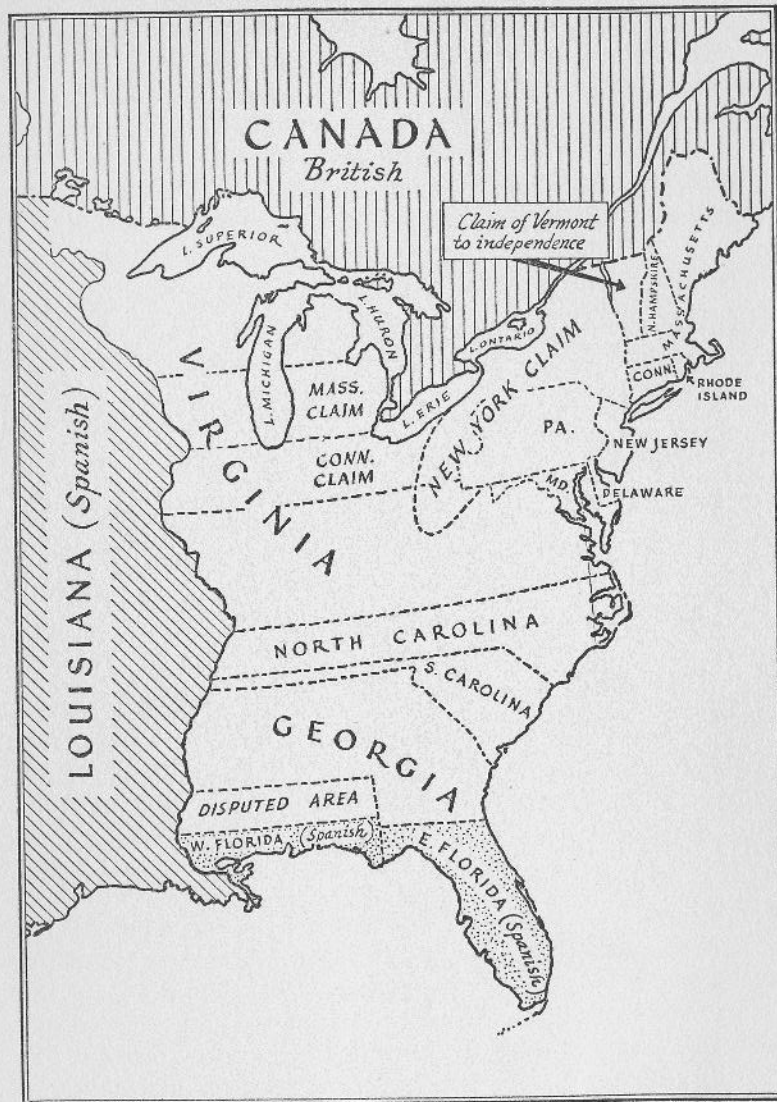 CANADA
British
Claim of Vermont
to independence
L. SUPERIOR
L. MICHIGAN
L. HURON
L. ONTARIO
L. ERIE
N. HAMPSHIRE
MASSACHUSETTS
CONN.
RHODE
ISLAND
NEW YORK CLAIM
MASS.
CLAIM
CONN.
CLAIM
PA.
NEW JERSEY
MD.
DELAWARE
VIRGINIA
LOUISIANA (Spanish)
NORTH CAROLINA
S. CAROLINA
GEORGIA
DISPUTED AREA
W. FLORIDA (Spanish)
E. FLORIDA (Spanish)